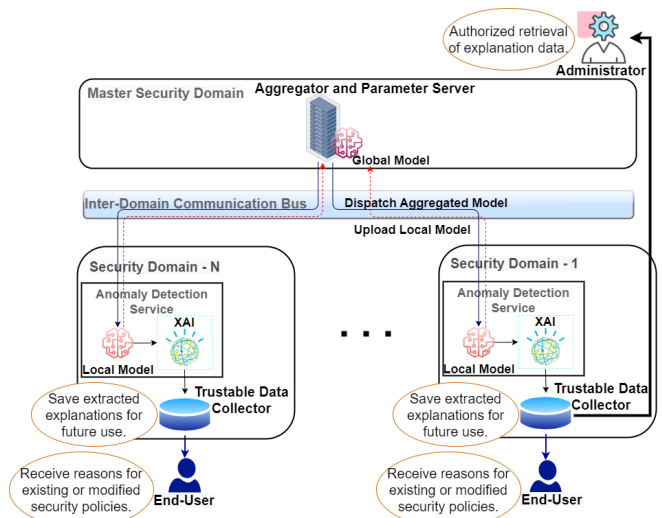 Authorized retrieval
of explanation data.
Administrator
Master Security Domain
Aggregator and Parameter Server
Global Model
Inter-Domain Communication Bus
Dispatch Aggregated Model
Upload Local Model
Security Domain - N
Anomaly Detection
Service
XAI
Local Model
Trustable Data
Collector
Save extracted
explanations for
future use.
Receive reasons for
existing or modified
security policies.
End-User
. . .
Security Domain - 1
Anomaly Detection
Service
XAI
Local Model
Trustable Data
Collector
Save extracted
explanations for
future use.
Receive reasons for
existing or modified
security policies.
End-User